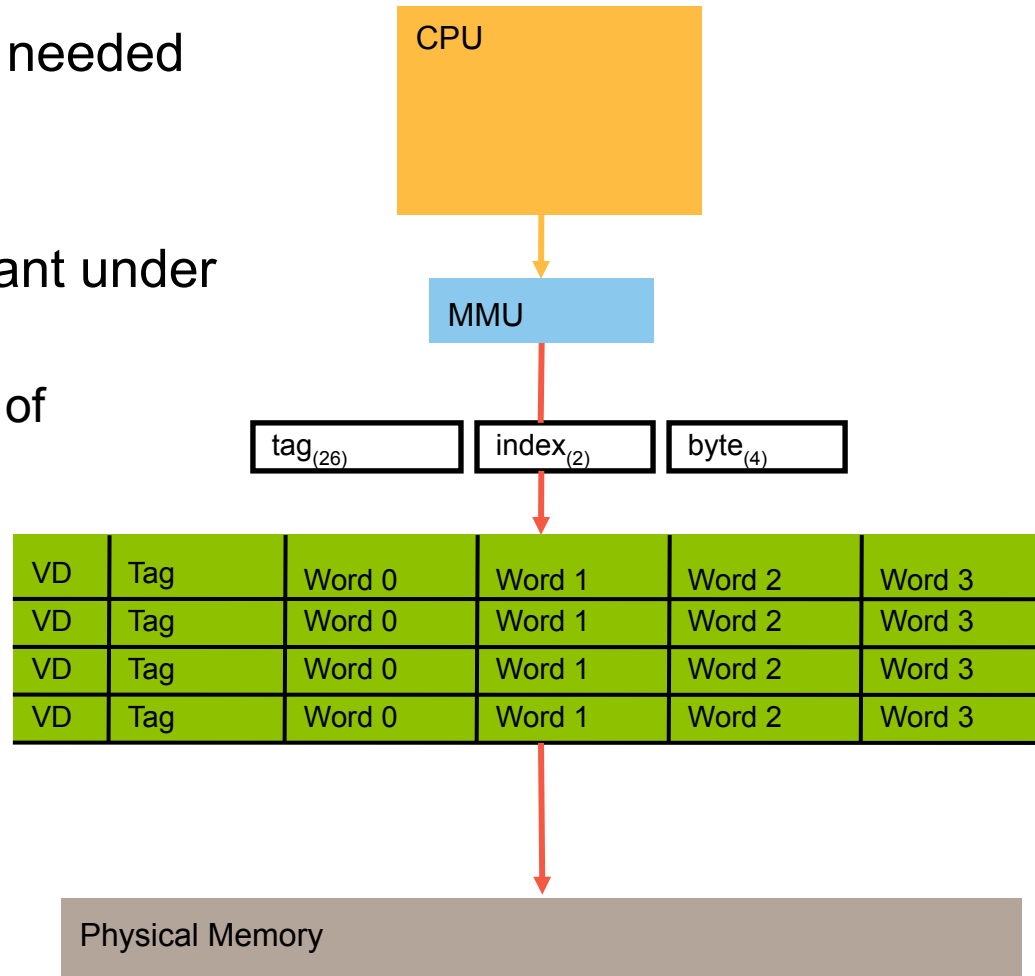 needed
CPU
ant under
MMU
of
tag(26) index(2) byte(4)
VD Tag Word 0 Word 1 Word 2 Word 3
VD Tag Word 0 Word 1 Word 2 Word 3
VD Tag Word 0 Word 1 Word 2 Word 3
VD Tag Word 0 Word 1 Word 2 Word 3
Physical Memory